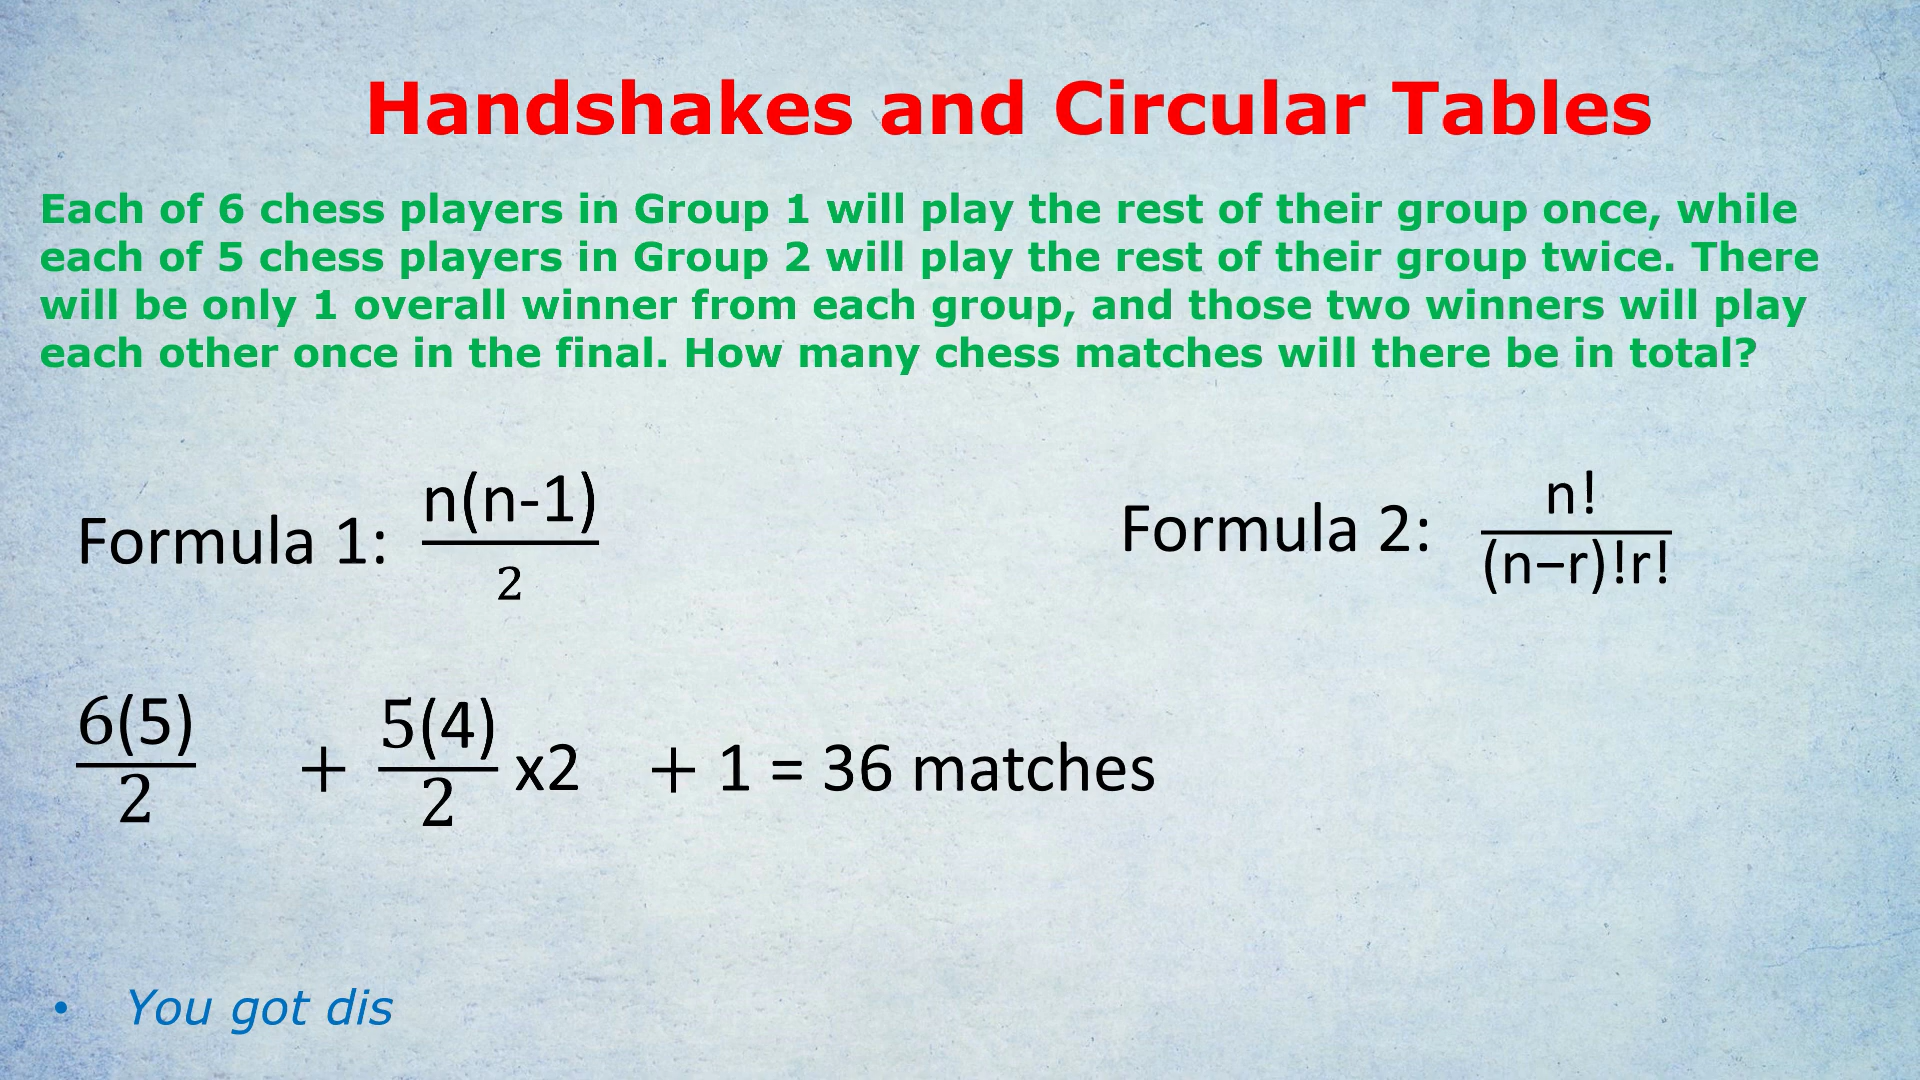 Handshakes and Circular Tables
Each of 6 chess players in Group 1 will play the rest of their group once, while
each of 5 chess players in Group 2 will play the rest of their group twice. There
will be only 1 overall winner from each group, and those two winners will play
each other once in the final. How many chess matches will there be in total?
Formula 1: n(n-1)/2
Formula 2: n!/(n−r)!r!
6(5)/2 + 5(4)/2 x2 + 1 = 36 matches
• You got dis